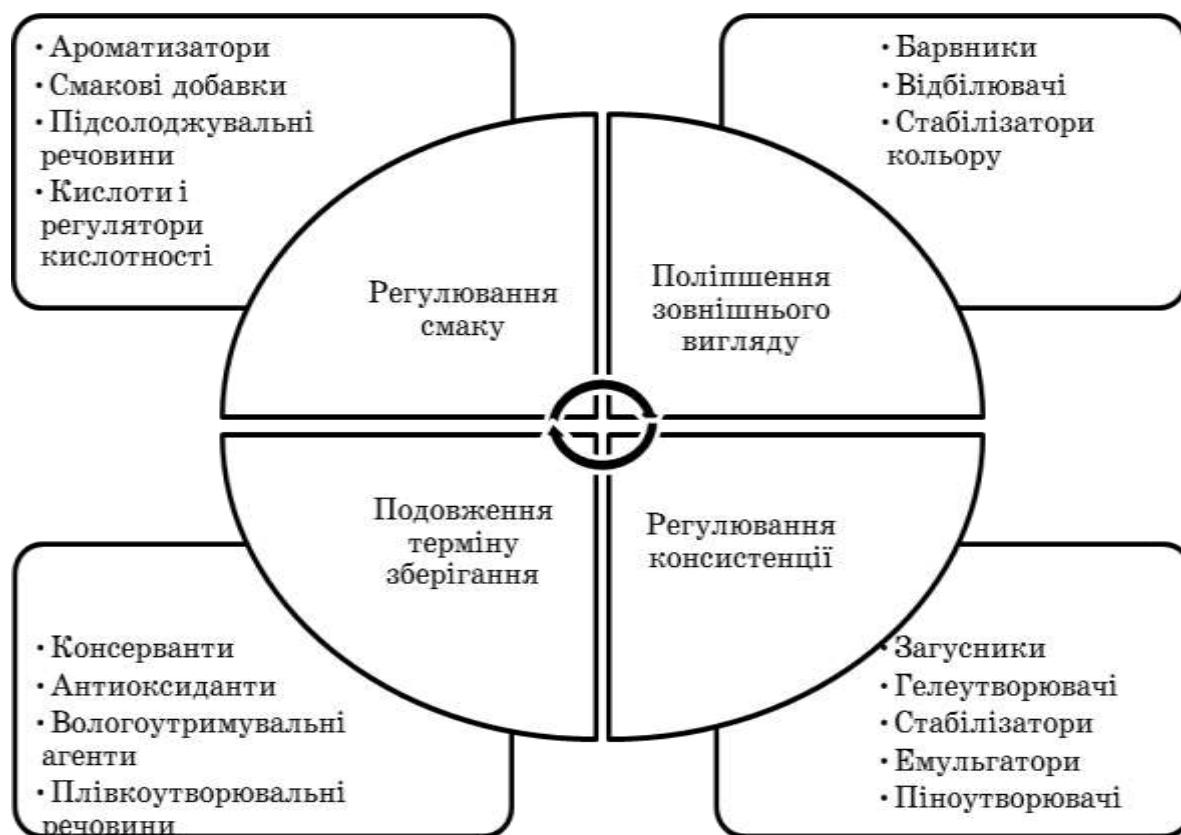 · Ароматизатори
· Смакові добавки
· Підсолоджувальні
речовини
· Кислоти і
регулятори
кислотності
· Барвники
· Відбілювачі
· Стабілізатори
кольору
Регулювання
смаку
Поліпшення
зовнішнього
вигляду
Подовження
терміну
зберігання
Регулювання
консистенції
· Консерванти
· Антиоксиданти
· Вологоутримувальні
агенти
· Плівкоутворювальні
речовини
· Загусники
· Гелеутворювачі
· Стабілізатори
· Емульгатори
· Піноутворювачі